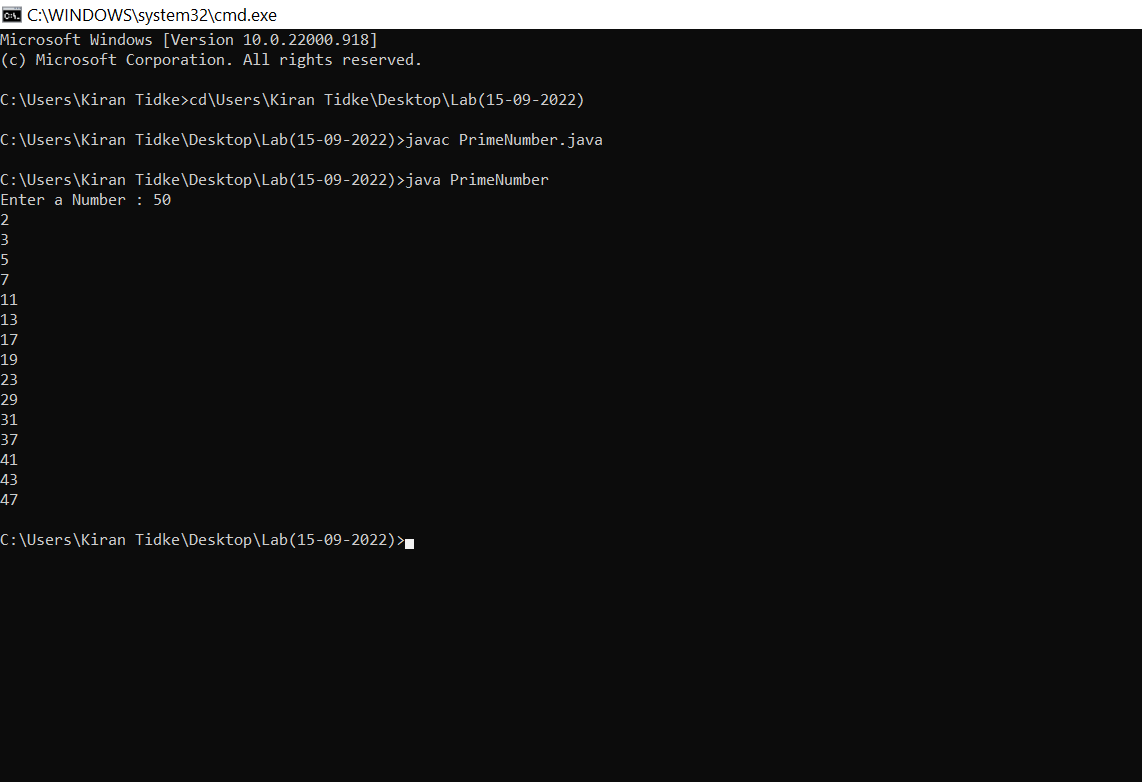 C:\WINDOWS\system32\cmd.exe
Microsoft Windows [Version 10.0.22000.918]
(c) Microsoft Corporation. All rights reserved.
C:\Users\Kiran Tidke>cd\Users\Kiran Tidke\Desktop\Lab(15-09-2022)
C:\Users\Kiran Tidke\Desktop\Lab(15-09-2022)>javac PrimeNumber.java
C:\Users\Kiran Tidke\Desktop\Lab(15-09-2022)>java PrimeNumber
Enter a Number : 50
2
3
5
7
11
13
17
19
23
29
31
37
41
43
47
C:\Users\Kiran Tidke\Desktop\Lab(15-09-2022)>